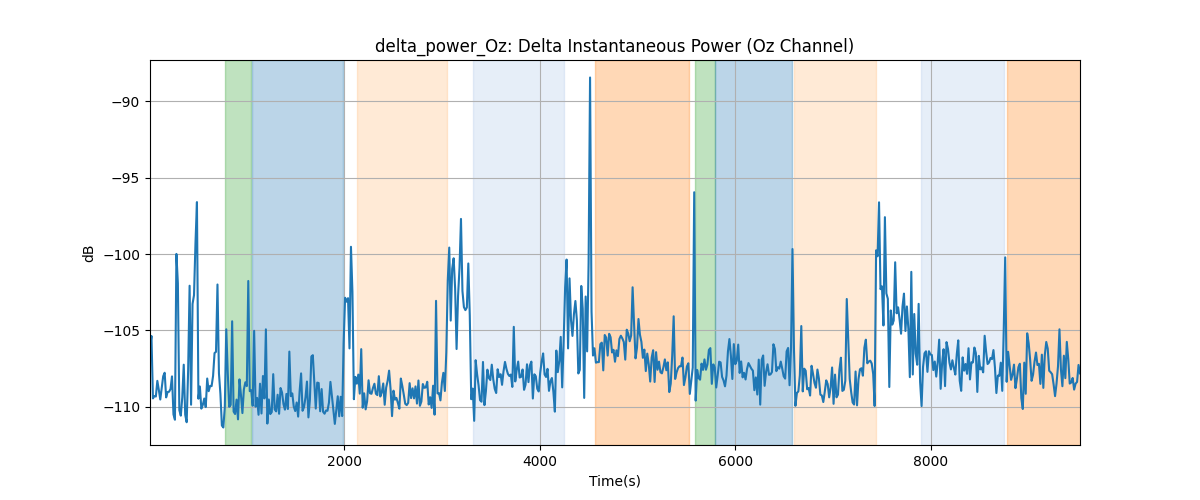 delta_power_Oz: Delta Instantaneous Power (Oz Channel)
−90
−95
−100
−105
−110
dB
2000 4000 6000 8000
Time(s)